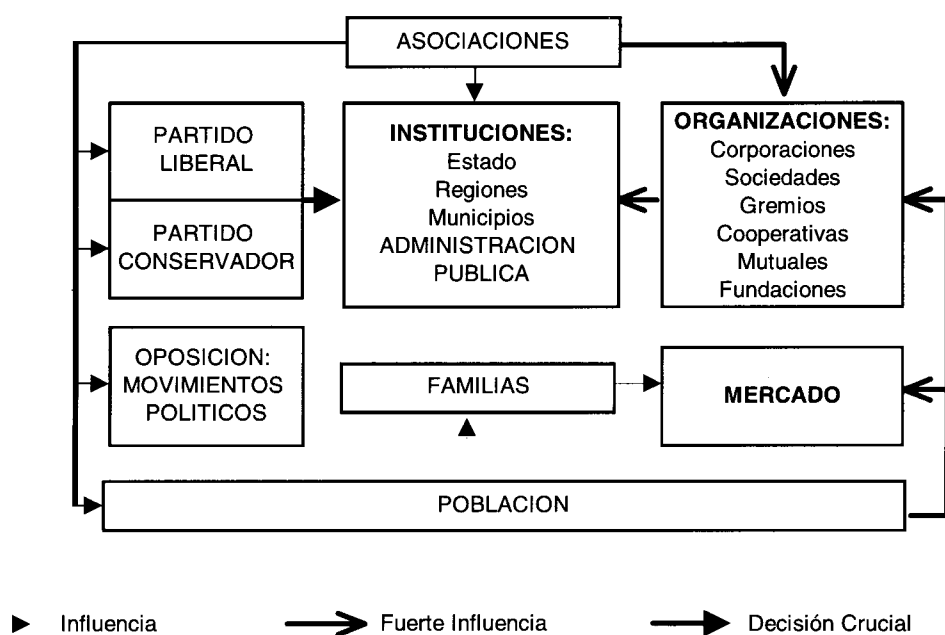 ASOCIACIONES
PARTIDO
LIBERAL
PARTIDO
CONSERVADOR
INSTITUCIONES:
Estado
Regiones
Municipios
ADMINISTRACION
PUBLICA
ORGANIZACIONES:
Corporaciones
Sociedades
Gremios
Cooperativas
Mutuales
Fundaciones
OPOSICION:
MOVIMIENTOS
POLITICOS
FAMILIAS
MERCADO
POBLACION
Influencia
Fuerte Influencia
Decisión Crucial